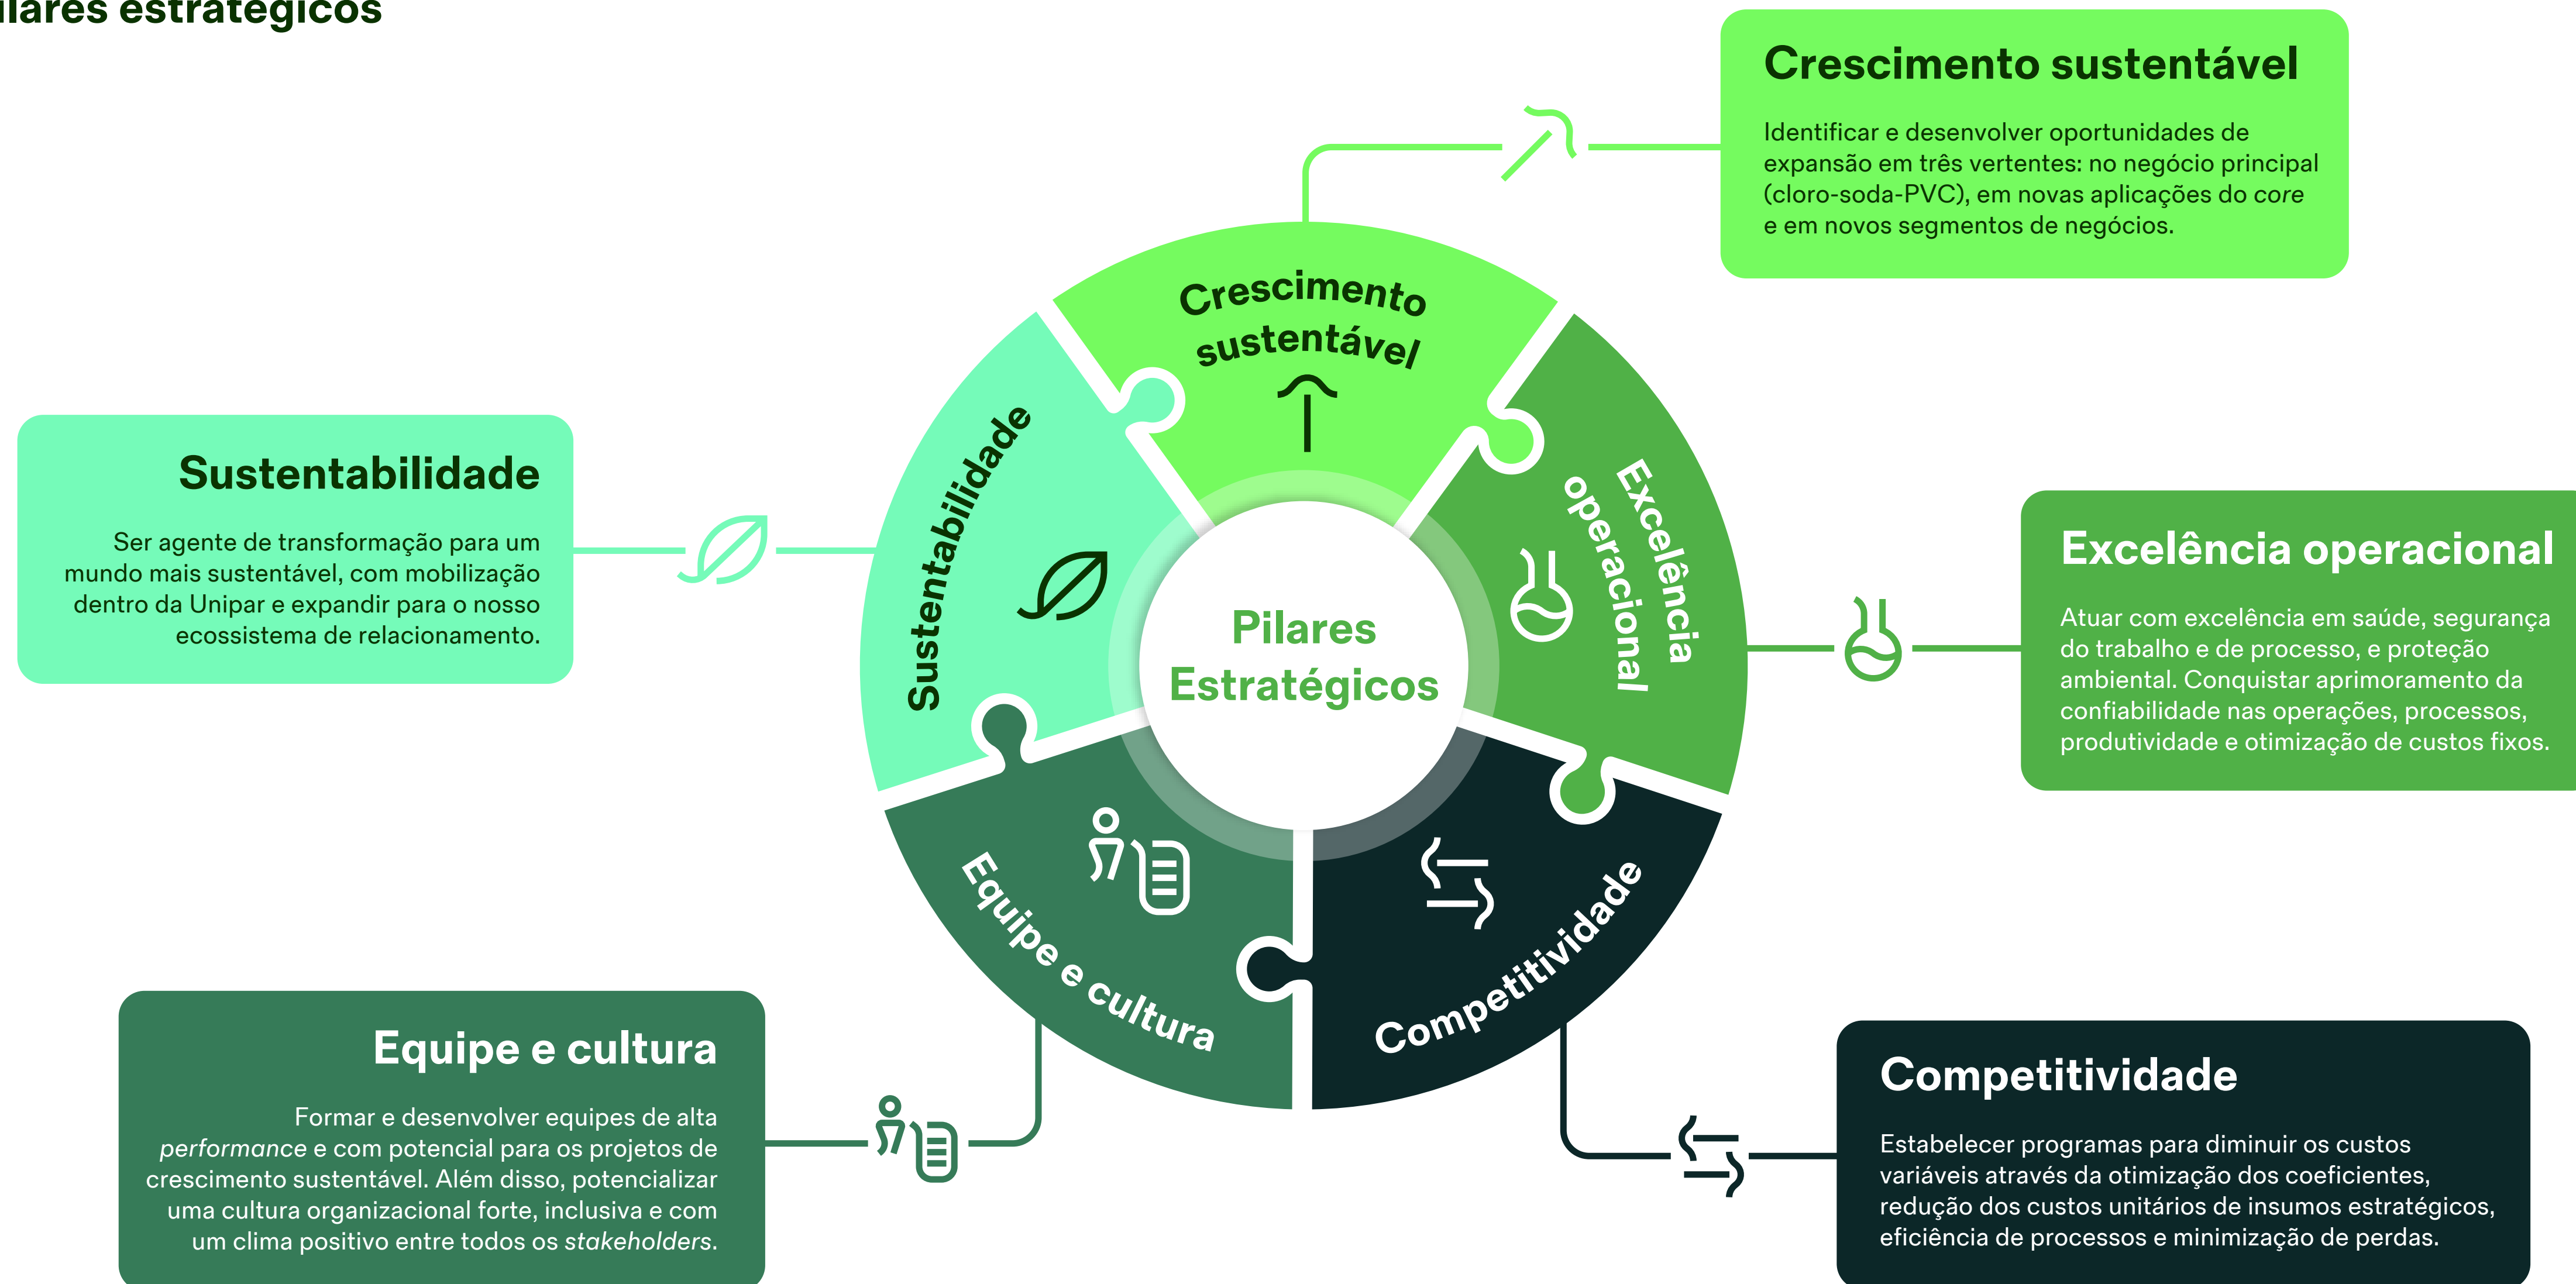 ilares estratégicos
Crescimento sustentável
Identificar e desenvolver oportunidades de
expansão em três vertentes: no negócio principal
(cloro-soda-PVC), em novas aplicações do core
e em novos segmentos de negócios.
Crescimento
sustentável
Sustentabilidade
Ser agente de transformação para um
mundo mais sustentável, com mobilização
dentro da Unipar e expandir para o nosso
ecossistema de relacionamento.
Sustentabilidade
Pilares
Estratégicos
Excelência
operacional
Excelência operacional
Atuar com excelência em saúde, segurança
do trabalho e de processo, e proteção
ambiental. Conquistar aprimoramento da
confiabilidade nas operações, processos,
produtividade e otimização de custos fixos.
Equipe e cultura
Competitividade
Equipe e cultura
Formar e desenvolver equipes de alta
performance e com potencial para os projetos de
crescimento sustentável. Além disso, potencializar
uma cultura organizacional forte, inclusiva e com
um clima positivo entre todos os stakeholders.
Competitividade
Estabelecer programas para diminuir os custos
variáveis através da otimização dos coeficientes,
redução dos custos unitários de insumos estratégicos,
eficiência de processos e minimização de perdas.